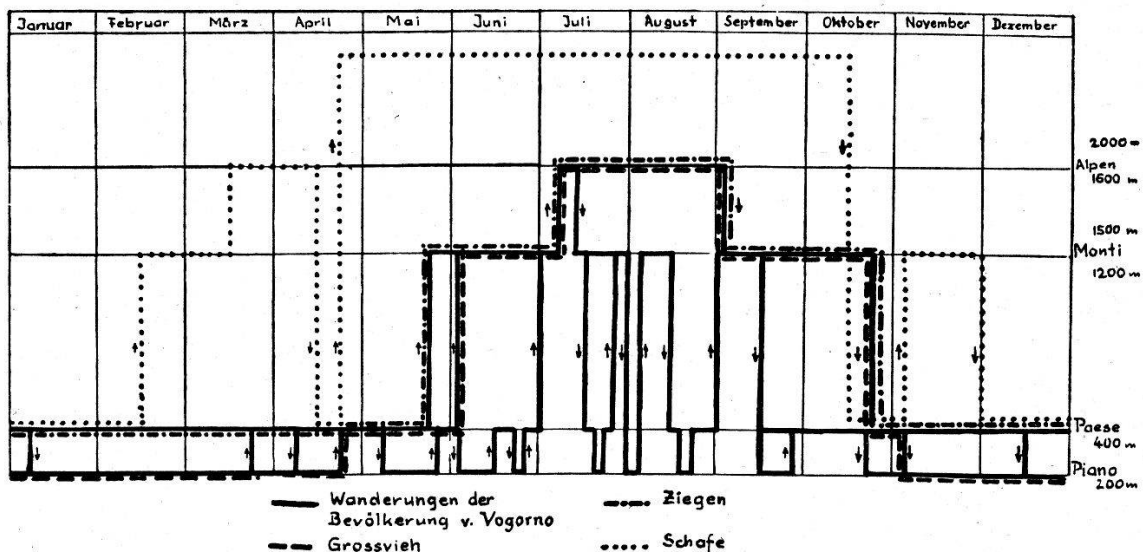 Januar Februar März April Mai Juni Juli August September Oktober November Dezember
2000 m
Alpen
1600 m
1500 m
Monti
1200 m
Paese
400 m
Piano
200 m
Wanderungen der Bevölkerung v. Vogorno
Grossvieh
Ziegen
Schafe